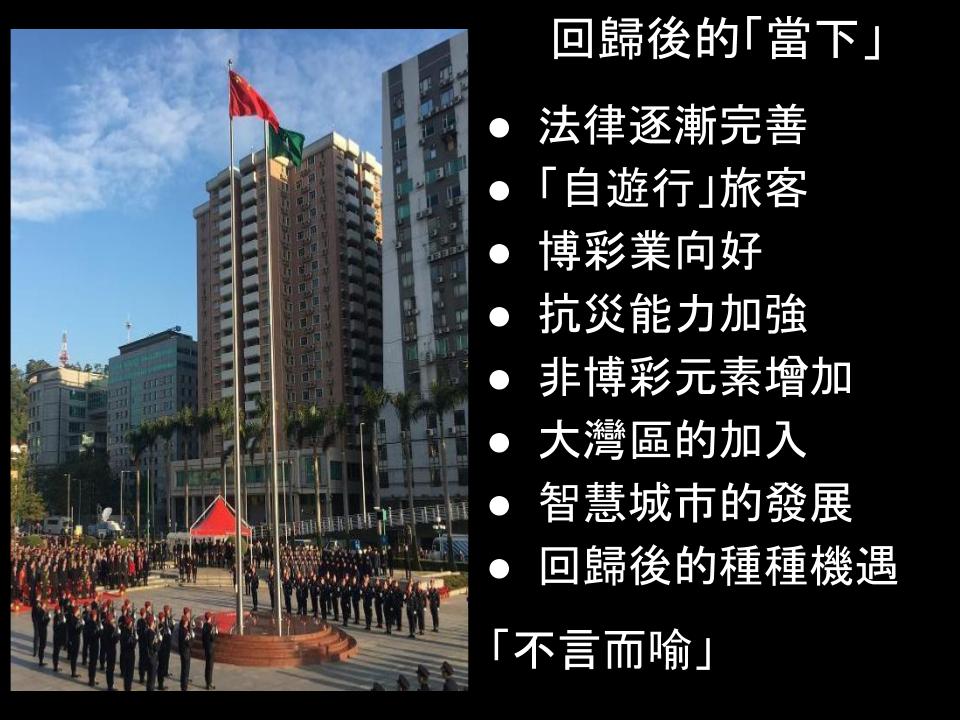 回歸後的「當下」
● 法律逐漸完善
● 「自遊行」旅客
● 博彩業向好
● 抗災能力加強
● 非博彩元素增加
● 大灣區的加入
● 智慧城市的發展
● 回歸後的種種機遇
「不言而喻」